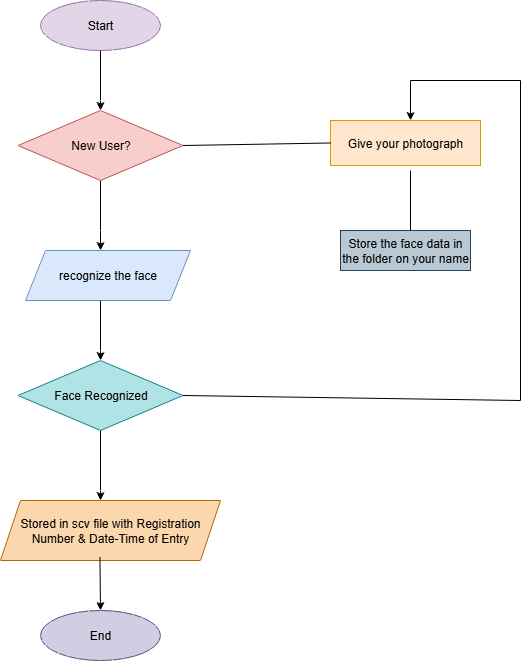 Start
New User?
Give your photograph
Store the face data in
the folder on your name
recognize the face
Face Recognized
Stored in scv file with Registration
Number & Date-Time of Entry
End